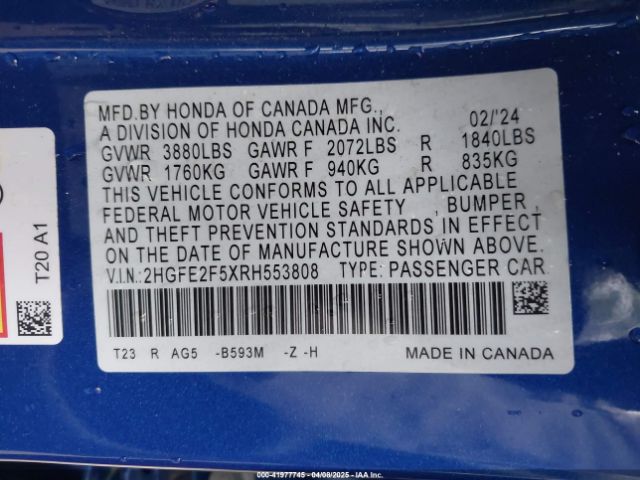 MFD.BY HONDA OF CANADA MFG.,
A DIVISION OF HONDA CANADA INC. 02/'24
GVWR 3880LBS GAWR F 2072LBS R 1840LBS
GVWR 1760KG GAWR F 940KG R 835KG
THIS VEHICLE CONFORMS TO ALL APPLICABLE
FEDERAL MOTOR VEHICLE SAFETY , BUMPER ,
AND THEFT PREVENTION STANDARDS IN EFFECT
ON THE DATE OF MANUFACTURE SHOWN ABOVE.
V.I.N.:2HGFE2F5XRH553808 TYPE: PASSENGER CAR
T23 R AG5 -B593M -Z -H MADE IN CANADA
T20 A1
000-41977745 - 04/08/2025 - IAA Inc.